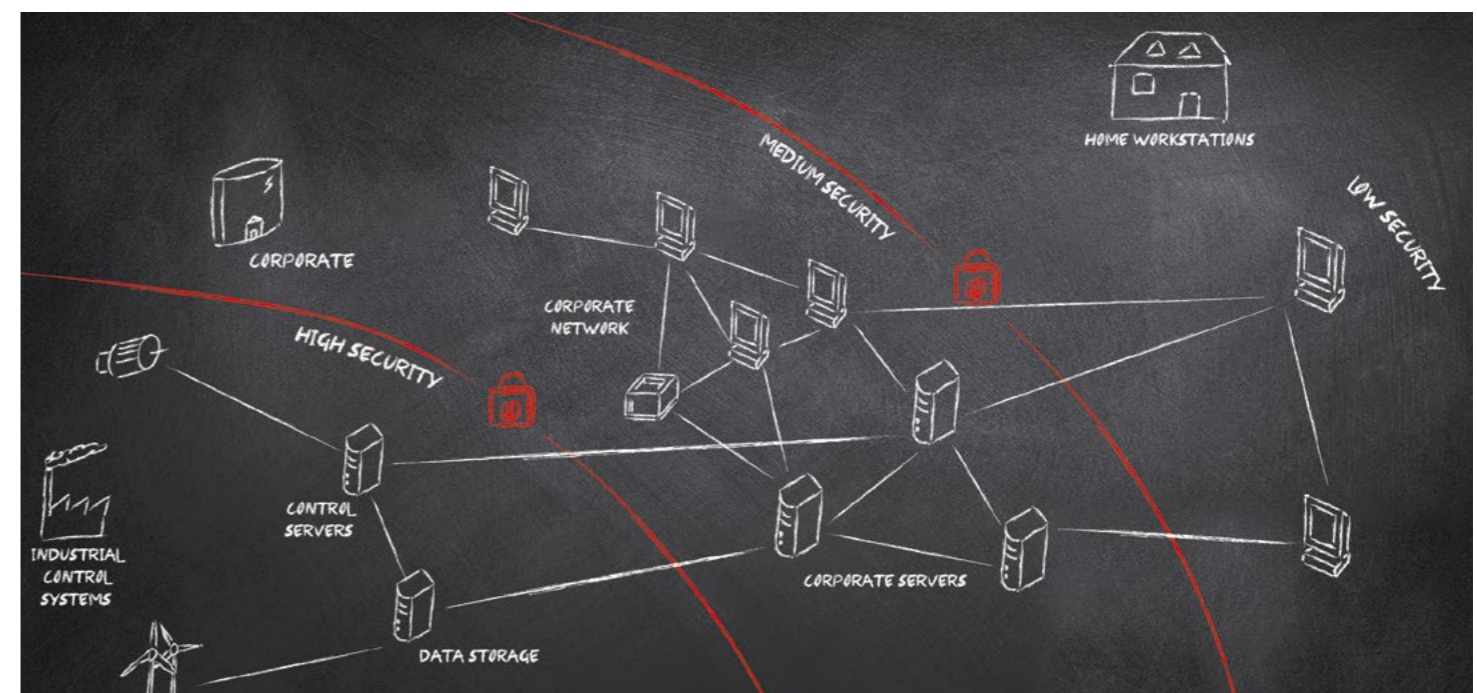 HOME WORKSTATIONS
MEDIUM SECURITY
LOW SECURITY
CORPORATE
CORPORATE
NETWORK
HIGH SECURITY
CONTROL
SERVERS
INDUSTRIAL
CONTROL
SYSTEMS
CORPORATE SERVERS
DATA STORAGE